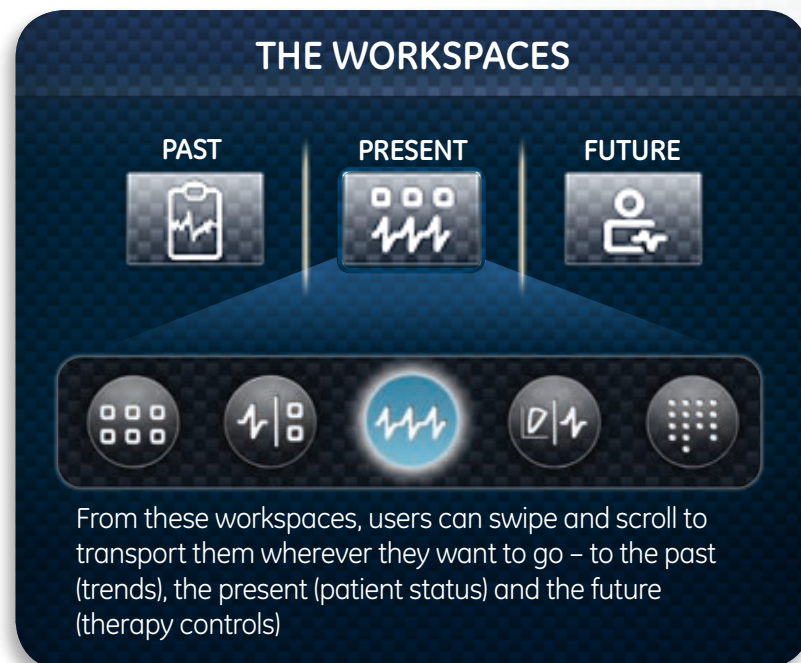 THE WORKSPACES
PAST PRESENT FUTURE
From these workspaces, users can swipe and scroll to
transport them wherever they want to go – to the past
(trends), the present (patient status) and the future
(therapy controls)